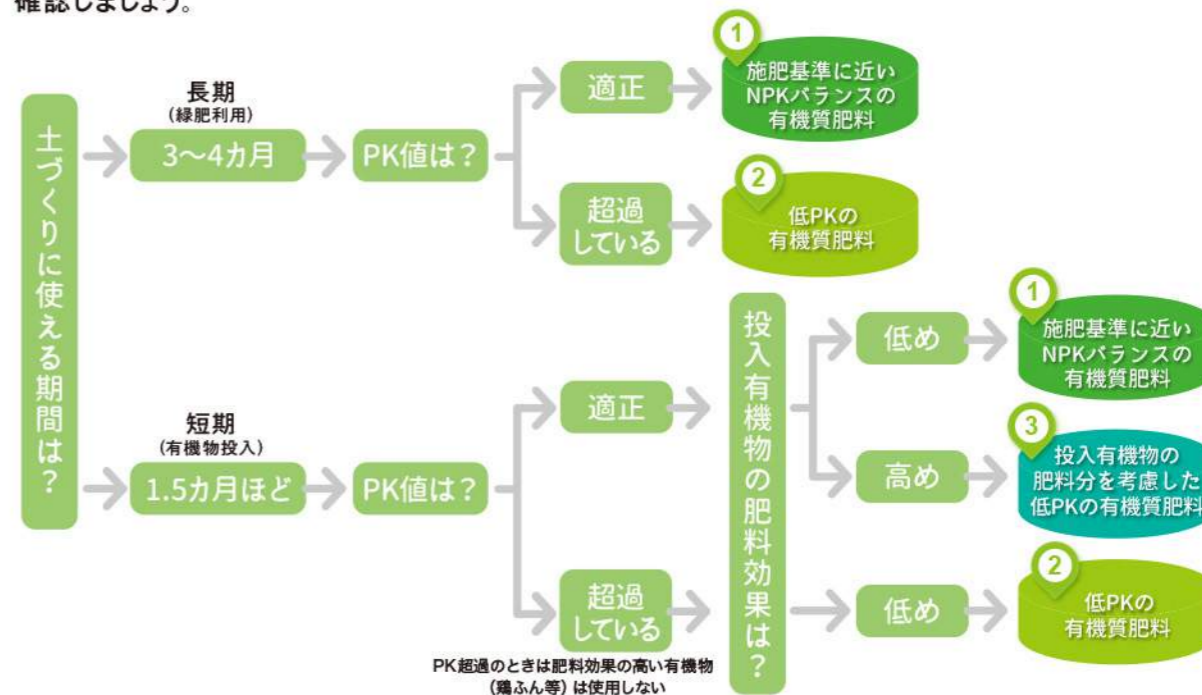 確認しましょう。
土づくりに使える期間は？
長期
(緑肥利用)
3〜4カ月
PK値は？
適正
1
施肥基準に近い
NPKバランスの
有機質肥料
超過
している
2
低PKの
有機質肥料
短期
(有機物投入)
1.5カ月ほど
PK値は？
適正
超過
している
PK超過のときは肥料効果の高い有機物
(鶏ふん等) は使用しない
投入有機物の肥料効果は？
低め
1
施肥基準に近い
NPKバランスの
有機質肥料
高め
3
投入有機物の
肥料分を考慮した
低PKの有機質肥料
低め
2
低PKの
有機質肥料